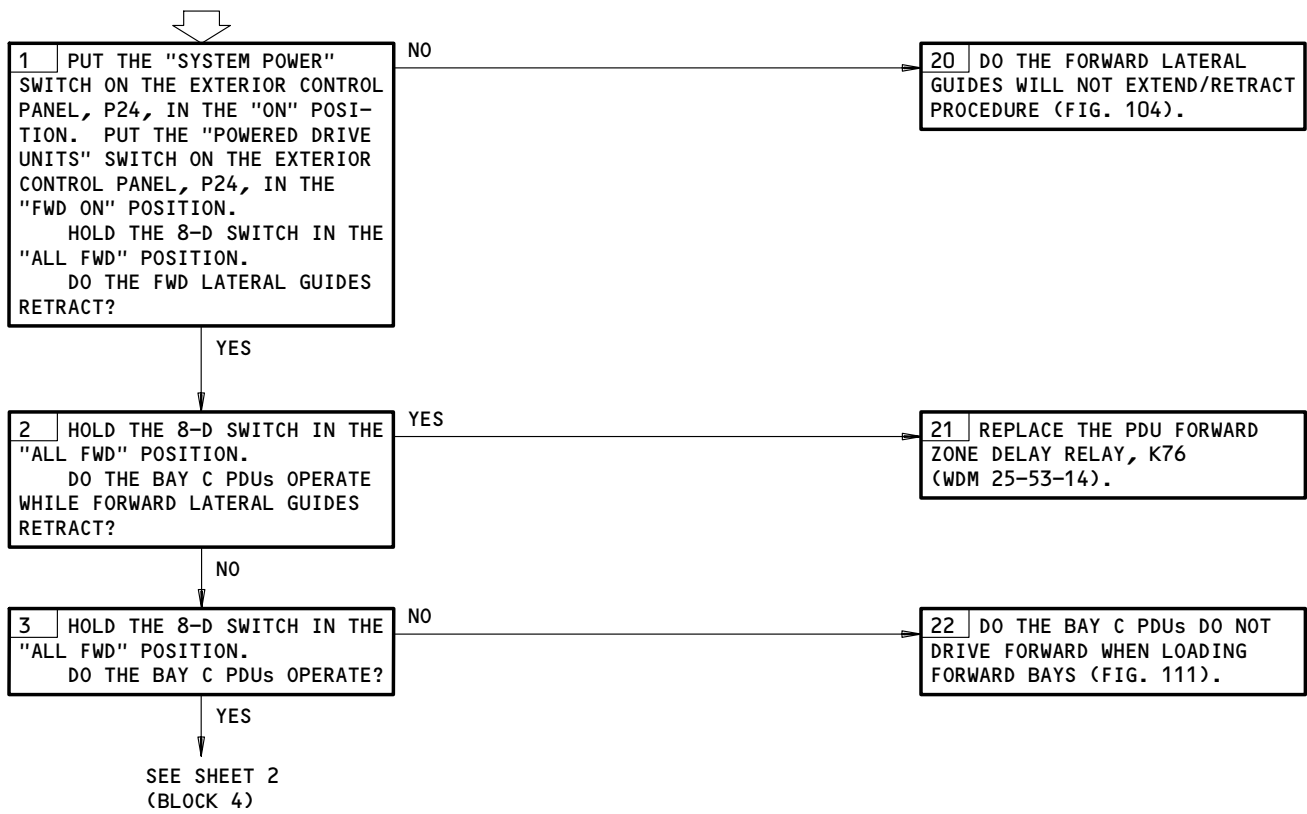 1 PUT THE "SYSTEM POWER"
SWITCH ON THE EXTERIOR CONTROL
PANEL, P24, IN THE "ON" POSI-
TION. PUT THE "POWERED DRIVE
UNITS" SWITCH ON THE EXTERIOR
CONTROL PANEL, P24, IN THE
"FWD ON" POSITION.
HOLD THE 8-D SWITCH IN THE
"ALL FWD" POSITION.
DO THE FWD LATERAL GUIDES
RETRACT?
NO
20 DO THE FORWARD LATERAL
GUIDES WILL NOT EXTEND/RETRACT
PROCEDURE (FIG. 104).
YES
2 HOLD THE 8-D SWITCH IN THE
"ALL FWD" POSITION.
DO THE BAY C PDUs OPERATE
WHILE FORWARD LATERAL GUIDES
RETRACT?
YES
21 REPLACE THE PDU FORWARD
ZONE DELAY RELAY, K76
(WDM 25-53-14).
NO
3 HOLD THE 8-D SWITCH IN THE
"ALL FWD" POSITION.
DO THE BAY C PDUs OPERATE?
NO
22 DO THE BAY C PDUs DO NOT
DRIVE FORWARD WHEN LOADING
FORWARD BAYS (FIG. 111).
YES
SEE SHEET 2
(BLOCK 4)